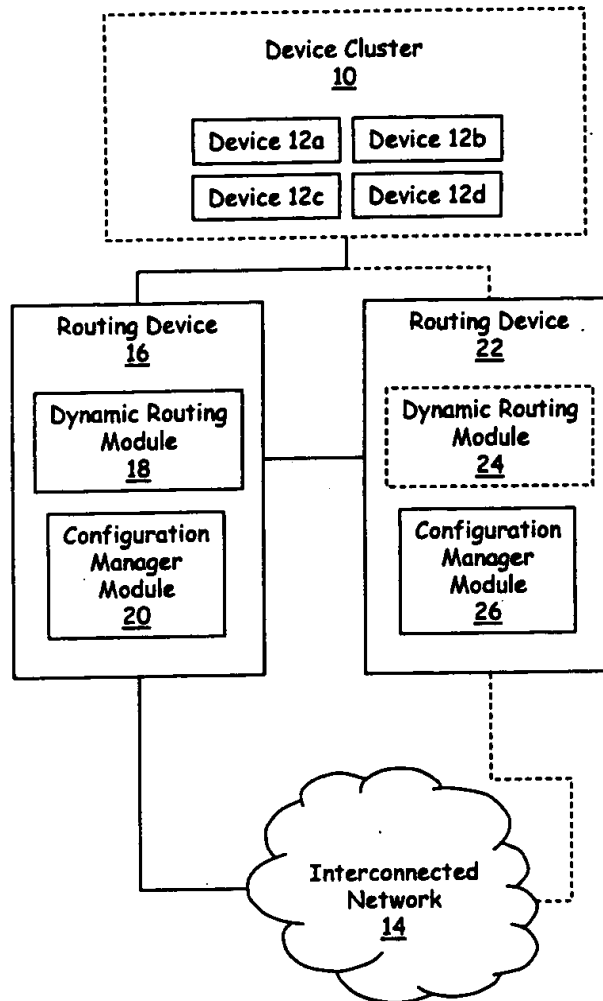 Device Cluster
10
Device 12a
Device 12b
Device 12c
Device 12d
Routing Device
16
Dynamic Routing
Module
18
Configuration
Manager
Module
20
Routing Device
22
Dynamic Routing
Module
24
Configuration
Manager
Module
26
Interconnected
Network
14